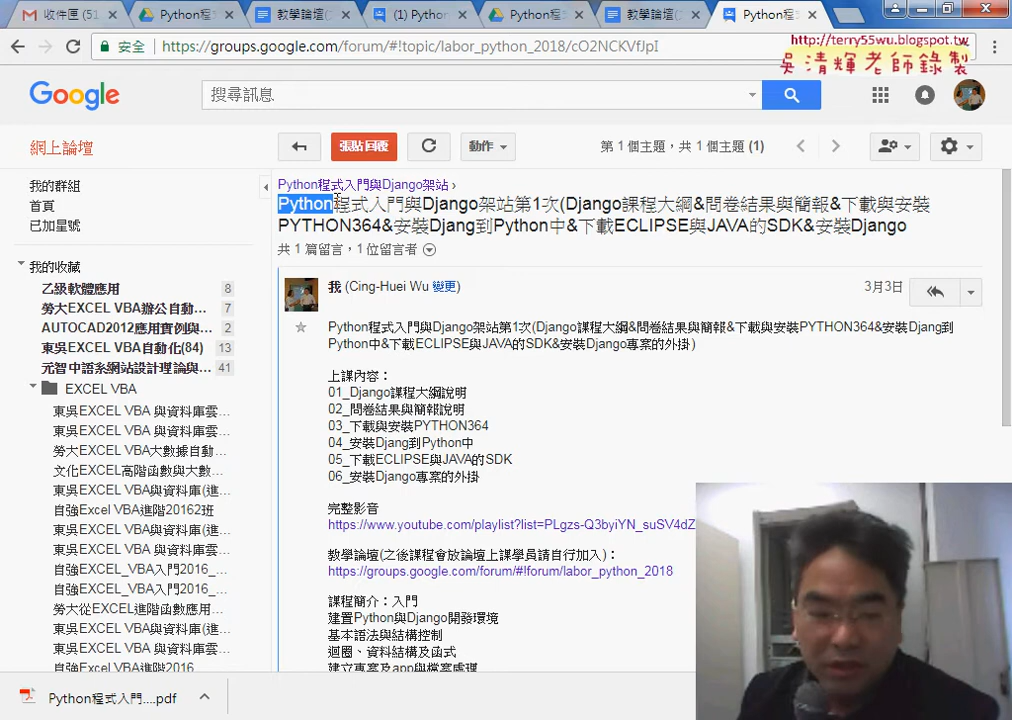 收件匣 (51
Python程
教學論壇
(1) Pythor
Python程
教學論壇
Python程
安全 https://groups.google.com/forum/#!topic/labor_python_2018/cO2NCKVfJpI
http://terry55wu.blogspot.tw
吳清輝老師錄製
Google
搜尋訊息
網上論壇
張貼回覆
動作
第 1 個主題，共 1 個主題 (1)
我的群組
首頁
已加星號
我的收藏
乙級軟體應用 8
勞大EXCEL VBA辦公自動... 7
AUTOCAD2012應用實例與... 2
東吳EXCEL VBA自動化(84) 13
元智中語系網站設計理論與... 41
EXCEL VBA
東吳EXCEL VBA 與資料庫雲...
東吳EXCEL VBA 與資料庫雲...
勞大EXCEL VBA大數據自動...
文化EXCEL高階函數與大數...
東吳EXCEL VBA與資料庫(進...
自強Excel VBA進階20162班
東吳EXCEL VBA與資料庫(進...
自強EXCEL_VBA入門2016_...
自強EXCEL_VBA入門2016_...
勞大從EXCEL進階函數應用...
東吳EXCEL VBA與資料庫(進...
東吳EXCEL VBA與資料庫(進...
自強Excel VBA進階2016
Python程式入門與Django架站 ›
Python程式入門與Django架站第1次(Django課程大綱&問卷結果與簡報&下載與安裝
PYTHON364&安裝Djang到Python中&下載ECLIPSE與JAVA的SDK&安裝Django
共 1 篇留言，1 位留言者
我 (Cing-Huei Wu 變更)
3月3日
Python程式入門與Django架站第1次(Django課程大綱&問卷結果與簡報&下載與安裝PYTHON364&安裝Djang到
Python中&下載ECLIPSE與JAVA的SDK&安裝Django專案的外掛)
上課內容：
01_Django課程大綱說明
02_問卷結果與簡報說明
03_下載與安裝PYTHON364
04_安裝Djang到Python中
05_下載ECLIPSE與JAVA的SDK
06_安裝Django專案的外掛
完整影音
https://www.youtube.com/playlist?list=PLgzs-Q3byiYN_suSV4dZ
教學論壇(之後課程會放論壇上課學員請自行加入)：
https://groups.google.com/forum/#!forum/labor_python_2018
課程簡介：入門
建置Python與Django開發環境
基本語法與結構控制
迴圈、資料結構及函式
建立專案及app與檔案處理
Python程式入門....pdf